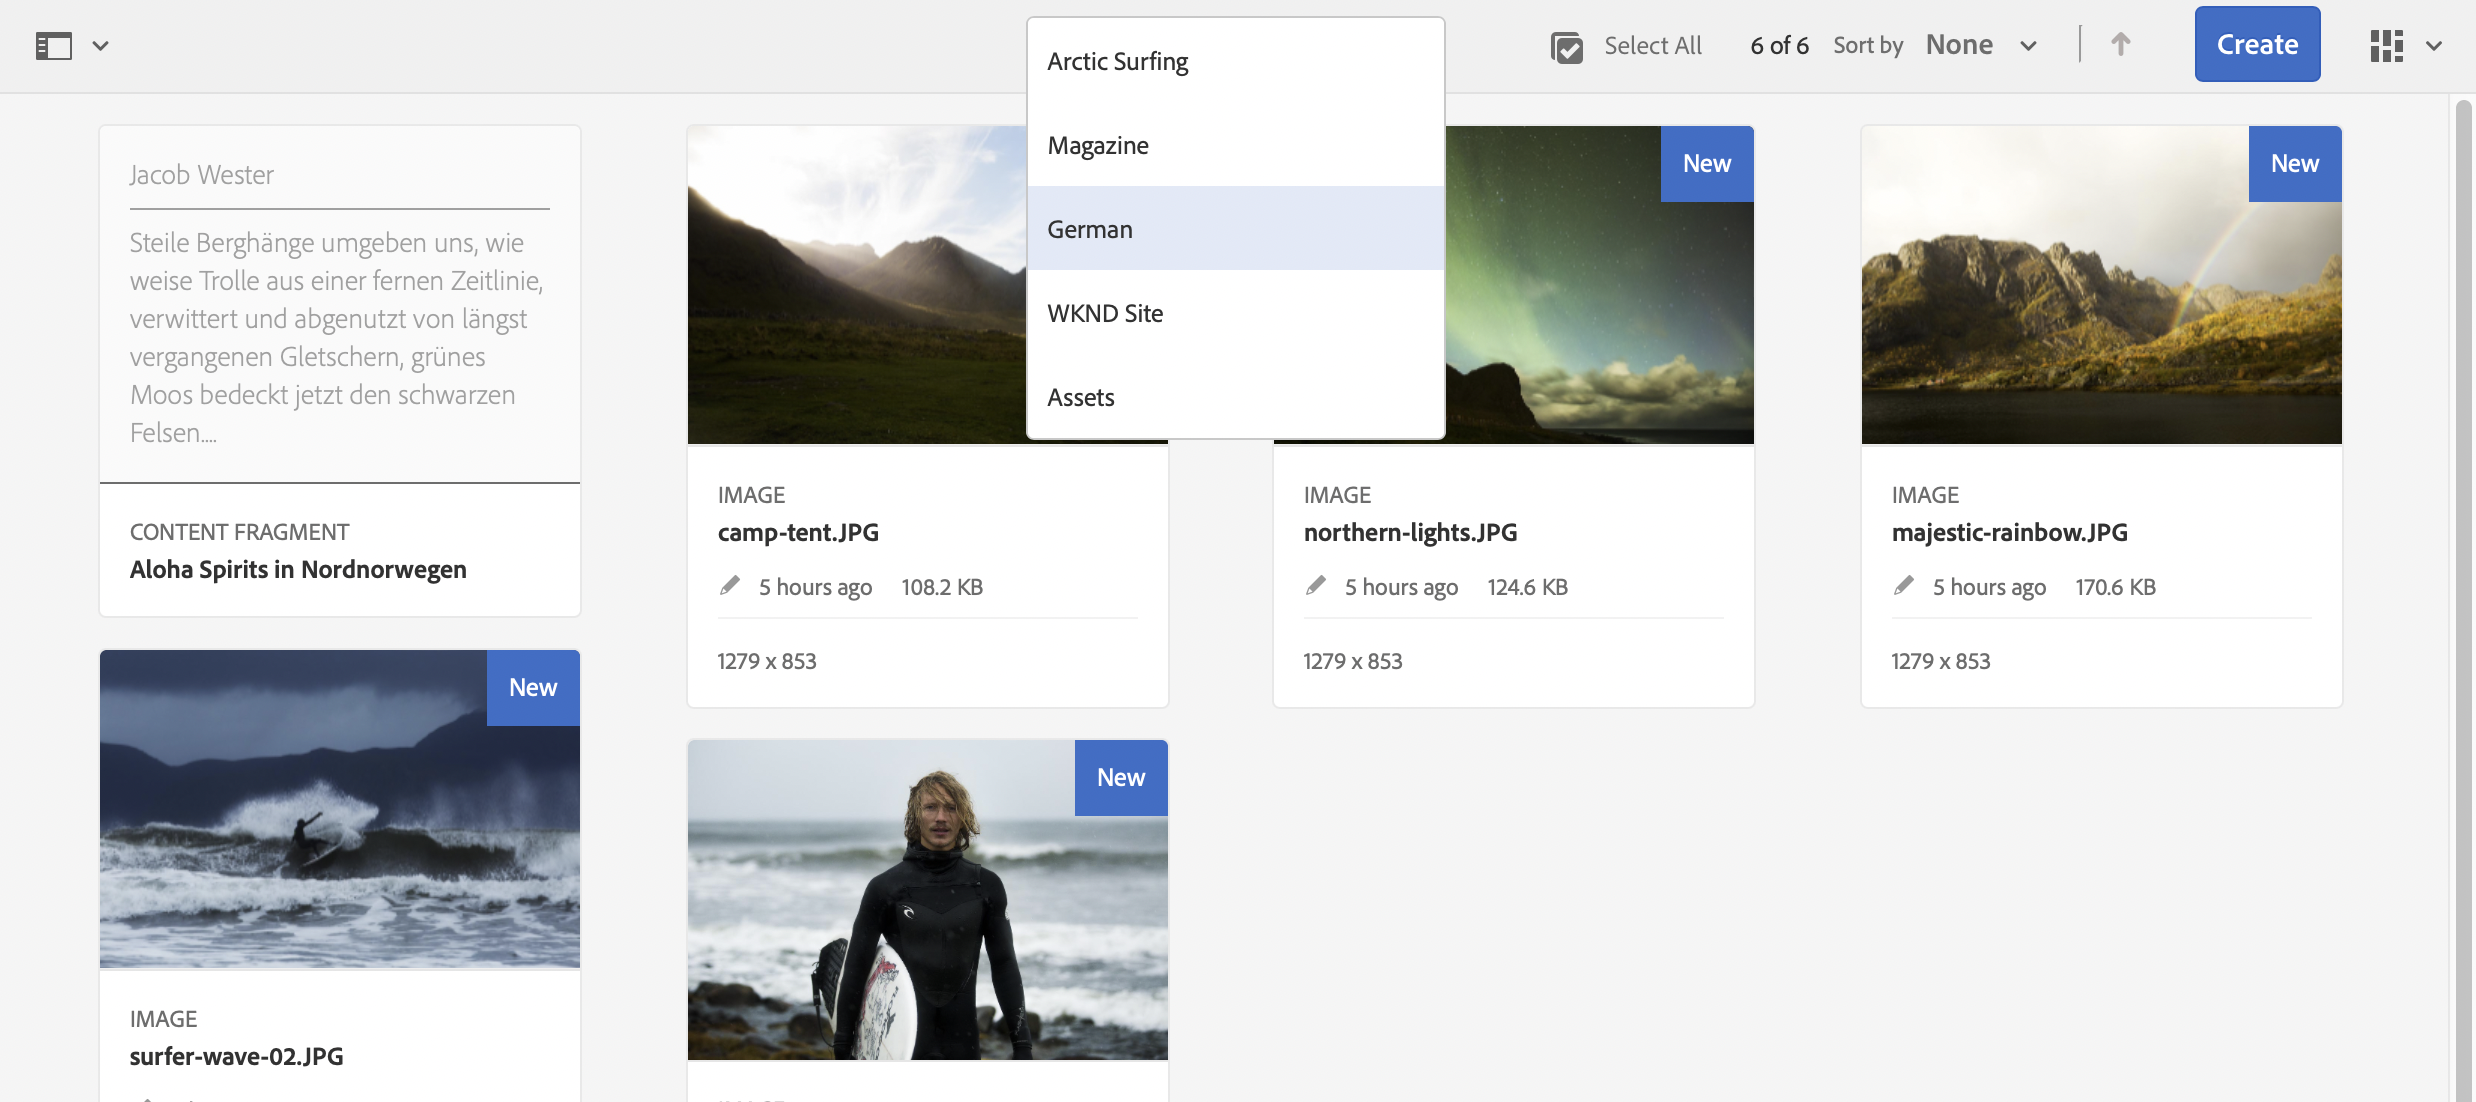 Arctic Surfing
Magazine
German
WKND Site
Assets
Select All
6 of 6
Sort by
None
Create
Jacob Wester
Steile Berghänge umgeben uns, wie
weise Trolle aus einer fernen Zeitlinie,
verwittert und abgenutzt von längst
vergangenen Gletschern, grünes
Moos bedeckt jetzt den schwarzen
Felsen....
CONTENT FRAGMENT
Aloha Spirits in Nordnorwegen
IMAGE
camp-tent.JPG
5 hours ago 108.2 KB
1279 x 853
New
IMAGE
northern-lights.JPG
5 hours ago 124.6 KB
1279 x 853
New
IMAGE
majestic-rainbow.JPG
5 hours ago 170.6 KB
1279 x 853
New
IMAGE
surfer-wave-02.JPG
New